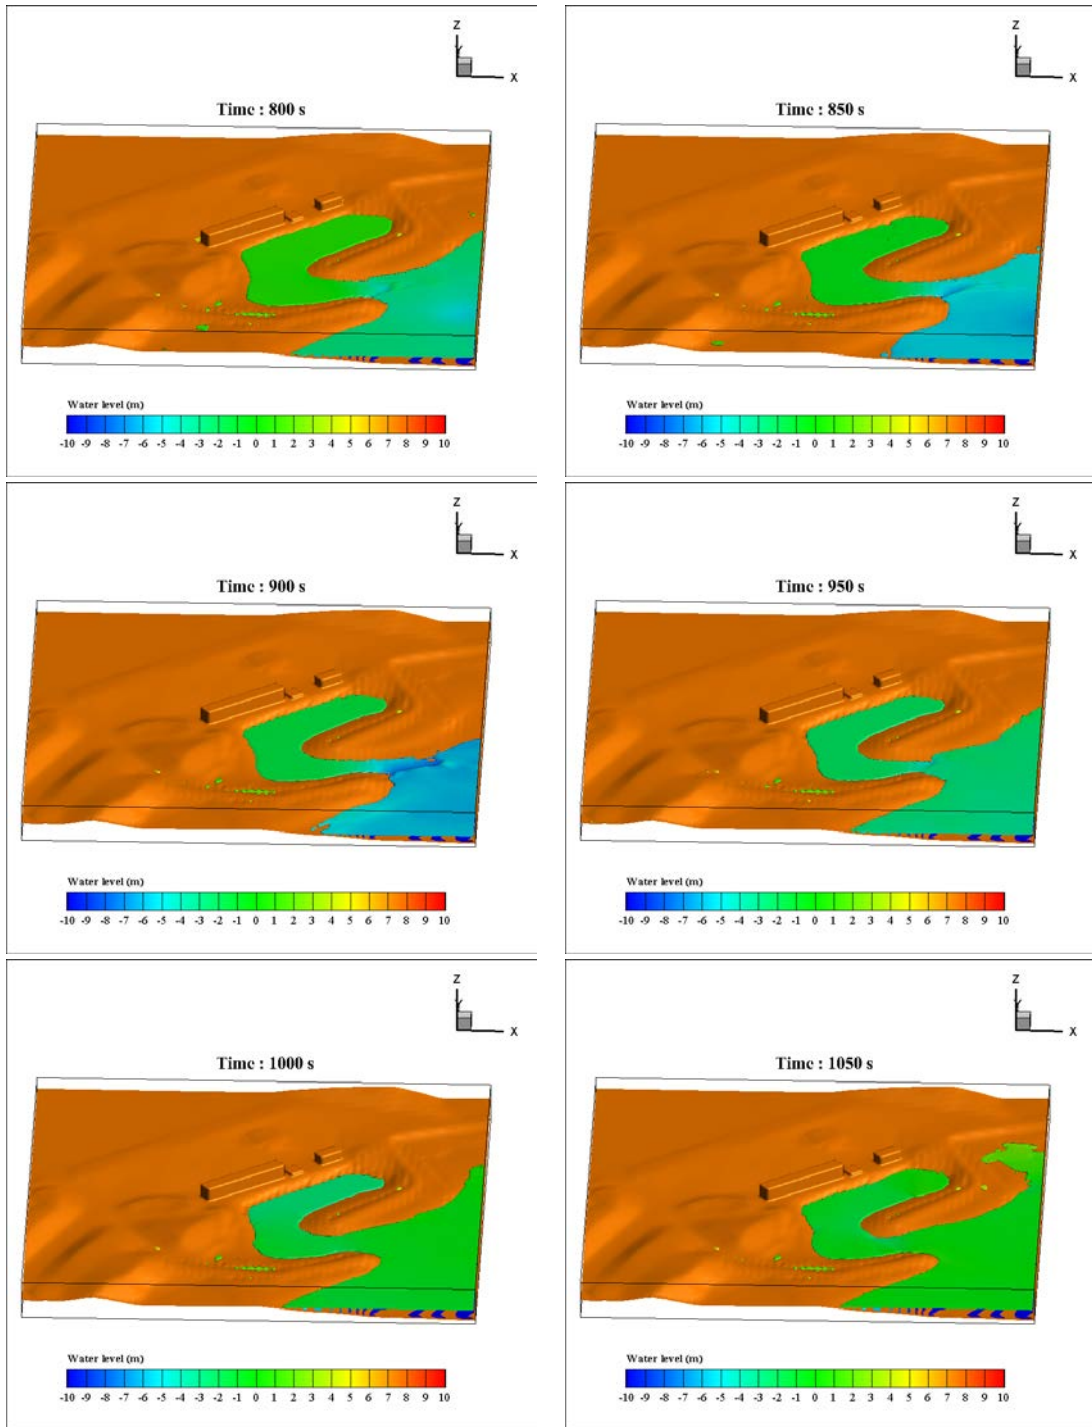 Z
Y
X
Time : 800 s
Water level (m)
-10 -9 -8 -7 -6 -5 -4 -3 -2 -1 0 1 2 3 4 5 6 7 8 9 10
Z
Y
X
Time : 850 s
Water level (m)
-10 -9 -8 -7 -6 -5 -4 -3 -2 -1 0 1 2 3 4 5 6 7 8 9 10
Z
Y
X
Time : 900 s
Water level (m)
-10 -9 -8 -7 -6 -5 -4 -3 -2 -1 0 1 2 3 4 5 6 7 8 9 10
Z
Y
X
Time : 950 s
Water level (m)
-10 -9 -8 -7 -6 -5 -4 -3 -2 -1 0 1 2 3 4 5 6 7 8 9 10
Z
Y
X
Time : 1000 s
Water level (m)
-10 -9 -8 -7 -6 -5 -4 -3 -2 -1 0 1 2 3 4 5 6 7 8 9 10
Z
Y
X
Time : 1050 s
Water level (m)
-10 -9 -8 -7 -6 -5 -4 -3 -2 -1 0 1 2 3 4 5 6 7 8 9 10